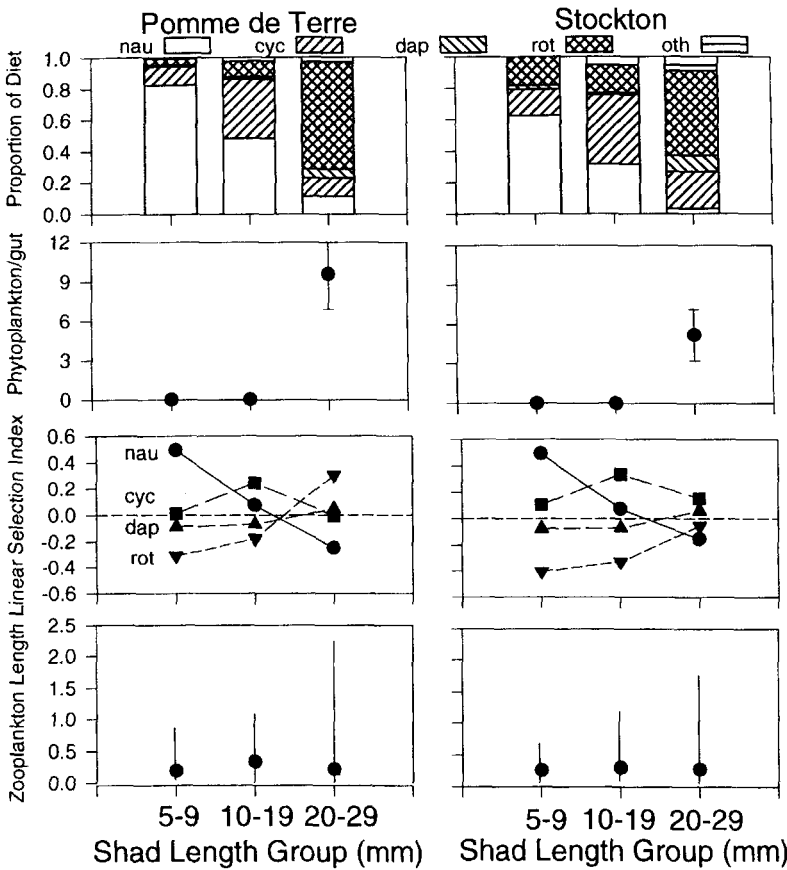 Pomme de Terre
Stockton
nau cyc dap rot oth
Proportion of Diet
1.0
0.8
0.6
0.4
0.2
0.0
Phytoplankton/gut
12
9
6
3
0
Linear Selection Index
0.6
0.4
0.2
0.0
-0.2
-0.4
-0.6
nau
cyc
dap
rot
Zooplankton Length
2.5
2.0
1.5
1.0
0.5
0.0
5-9 10-19 20-29
5-9 10-19 20-29
Shad Length Group (mm)
Shad Length Group (mm)